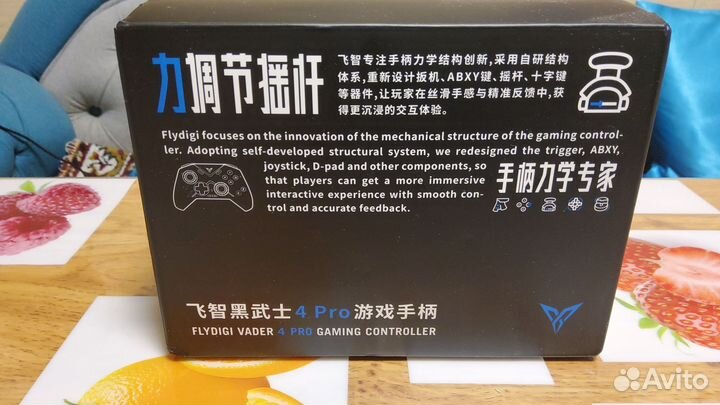 力调节摇杆
飞智专注手柄力学结构创新,采用自研结构
体系,重新设计扳机、ABXY键、摇杆、十字键
等器件,让玩家在丝滑手感与精准反馈中,获
得更沉浸的交互体验。
Flydigi focuses on the innovation of the mechanical structure of the gaming control-
ler. Adopting self-developed structural system, we redesigned the trigger, ABXY,
joystick, D-pad and other components, so
that players can get a more immersive
interactive experience with smooth con-
trol and accurate feedback.
手柄力学专家
飞智黑武士4 Pro游戏手柄
FLYDIGI VADER 4 PRO GAMING CONTROLLER
Avito